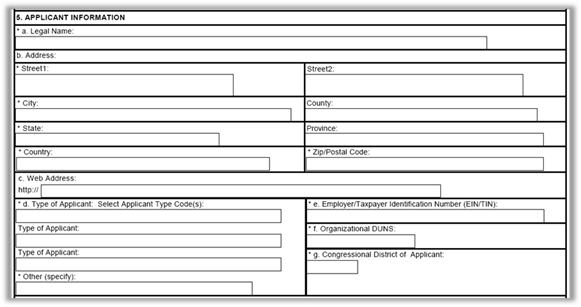 5. APPLICANT INFORMATION
* a. Legal Name:
b. Address:
* Street1:
Street2:
* City:
County:
* State:
Province:
* Country:
* Zip/Postal Code:
c. Web Address:
http://
* d. Type of Applicant: Select Applicant Type Code(s):
* e. Employer/Taxpayer Identification Number (EIN/TIN):
Type of Applicant:
* f. Organizational DUNS:
Type of Applicant:
* g. Congressional District of Applicant:
* Other (specify):